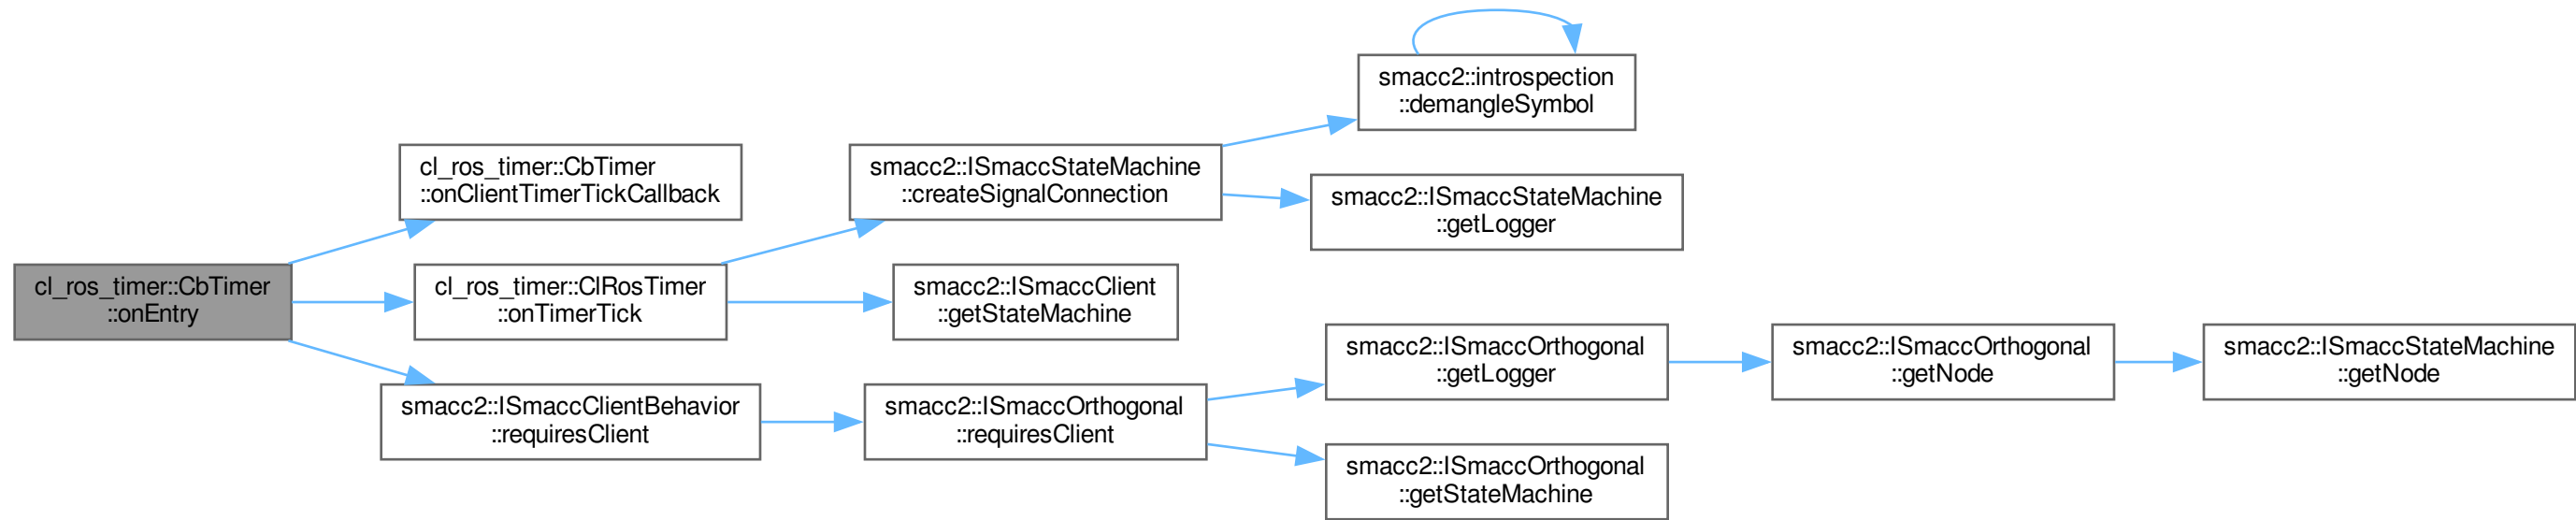 cl_ros_timer::CbTimer
::onEntry
cl_ros_timer::CbTimer
::onClientTimerTickCallback
cl_ros_timer::ClRosTimer
::onTimerTick
smacc2::ISmaccClientBehavior
::requiresClient
smacc2::ISmaccStateMachine
::createSignalConnection
smacc2::ISmaccClient
::getStateMachine
smacc2::ISmaccOrthogonal
::requiresClient
smacc2::introspection
::demangleSymbol
smacc2::ISmaccStateMachine
::getLogger
smacc2::ISmaccOrthogonal
::getLogger
smacc2::ISmaccOrthogonal
::getStateMachine
smacc2::ISmaccOrthogonal
::getNode
smacc2::ISmaccStateMachine
::getNode